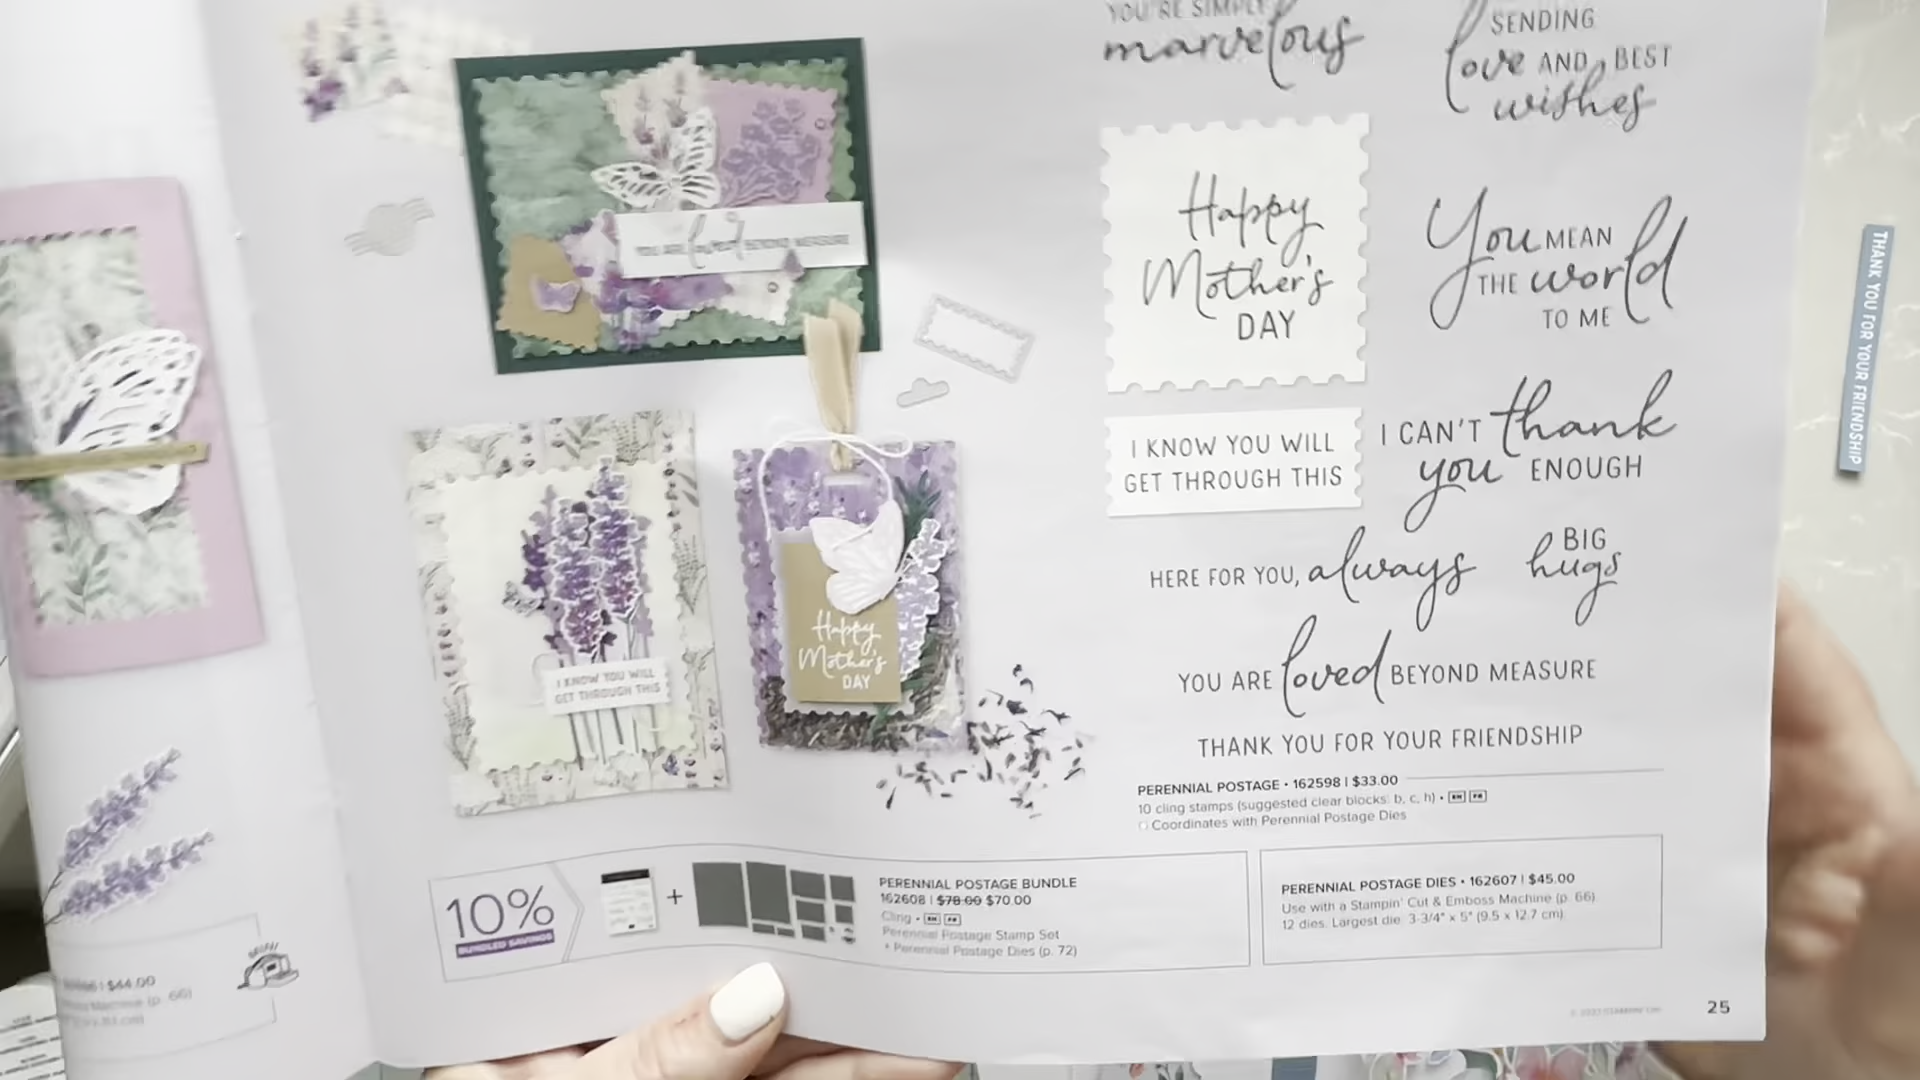 YOU'RE SIMPLY
marvelous
SENDING
love AND BEST
wishes
Happy
Mother's
DAY
You MEAN
THE world
TO ME
I KNOW YOU WILL
GET THROUGH THIS
I CAN'T thank
you ENOUGH
HERE FOR YOU, always
BIG
hugs
YOU ARE loved BEYOND MEASURE
THANK YOU FOR YOUR FRIENDSHIP
PERENNIAL POSTAGE • 162598 | $33.00
10 cling stamps (suggested clear blocks: b, c, h) •
Coordinates with Perennial Postage Dies
YOU ARE loved BEYOND MEASURE
I KNOW YOU WILL
GET THROUGH THIS
Happy
Mother's
DAY
10%
BUNDLED SAVINGS
+
PERENNIAL POSTAGE BUNDLE
162608 | $78.00 $70.00
Cling •
Perennial Postage Stamp Set
+ Perennial Postage Dies (p. 72)
PERENNIAL POSTAGE DIES • 162607 | $45.00
Use with a Stampin' Cut & Emboss Machine (p. 66).
12 dies. Largest die: 3-3/4" x 5" (9.5 x 12.7 cm).
25
| $44.00
Machine (p. 66)
THANK YOU FOR YOUR FRIENDSHIP